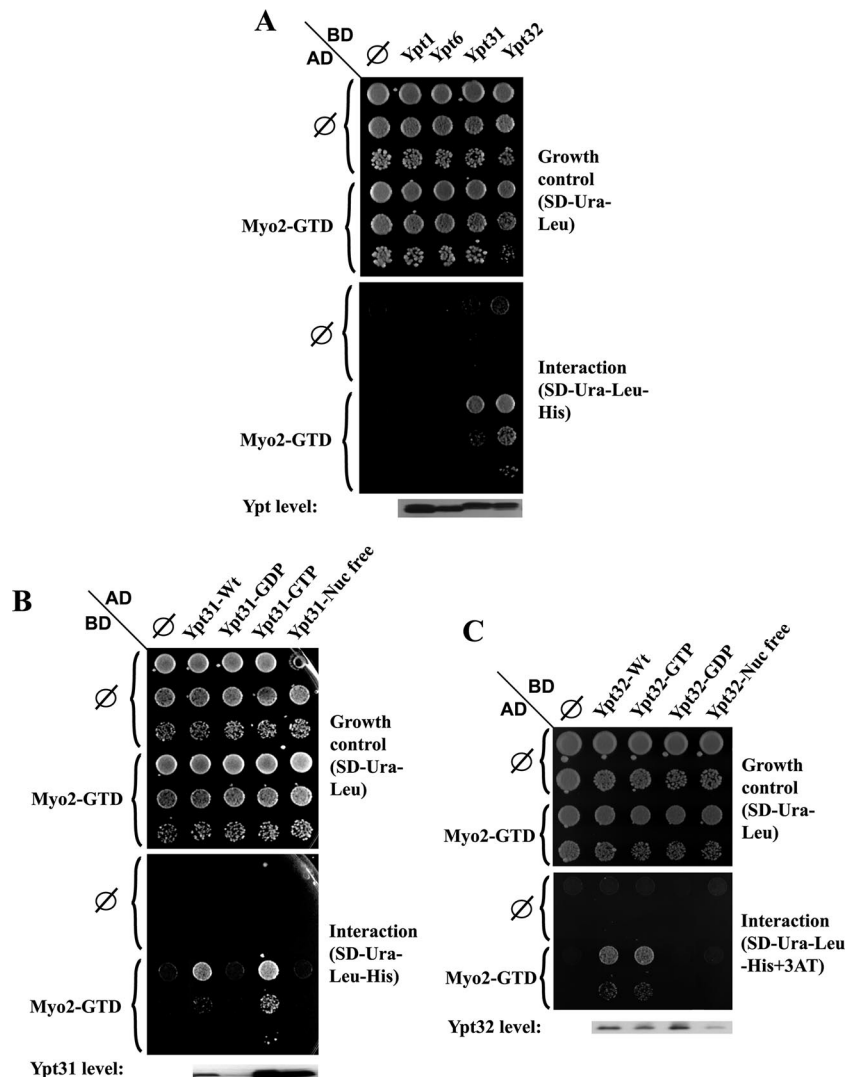 A
BD
AD
∅ Ypt1 Ypt6 Ypt31 Ypt32
∅
Growth
control
(SD-Ura-
Leu)
Myo2-GTD
∅
Interaction
(SD-Ura-Leu-
His)
Myo2-GTD
Ypt level:
B
AD
BD
∅ Ypt31-Wt Ypt31-GDP Ypt31-GTP Ypt31-Nuc free
∅
Growth
control
(SD-Ura-
Leu)
Myo2-GTD
∅
Interaction
(SD-Ura-
Leu-His)
Myo2-GTD
Ypt31 level:
C
BD
AD
∅ Ypt32-Wt Ypt32-GTP Ypt32-GDP Ypt32-Nuc free
∅
Growth
control
(SD-Ura-
Leu)
Myo2-GTD
∅
Interaction
(SD-Ura-Leu
-His+3AT)
Myo2-GTD
Ypt32 level: